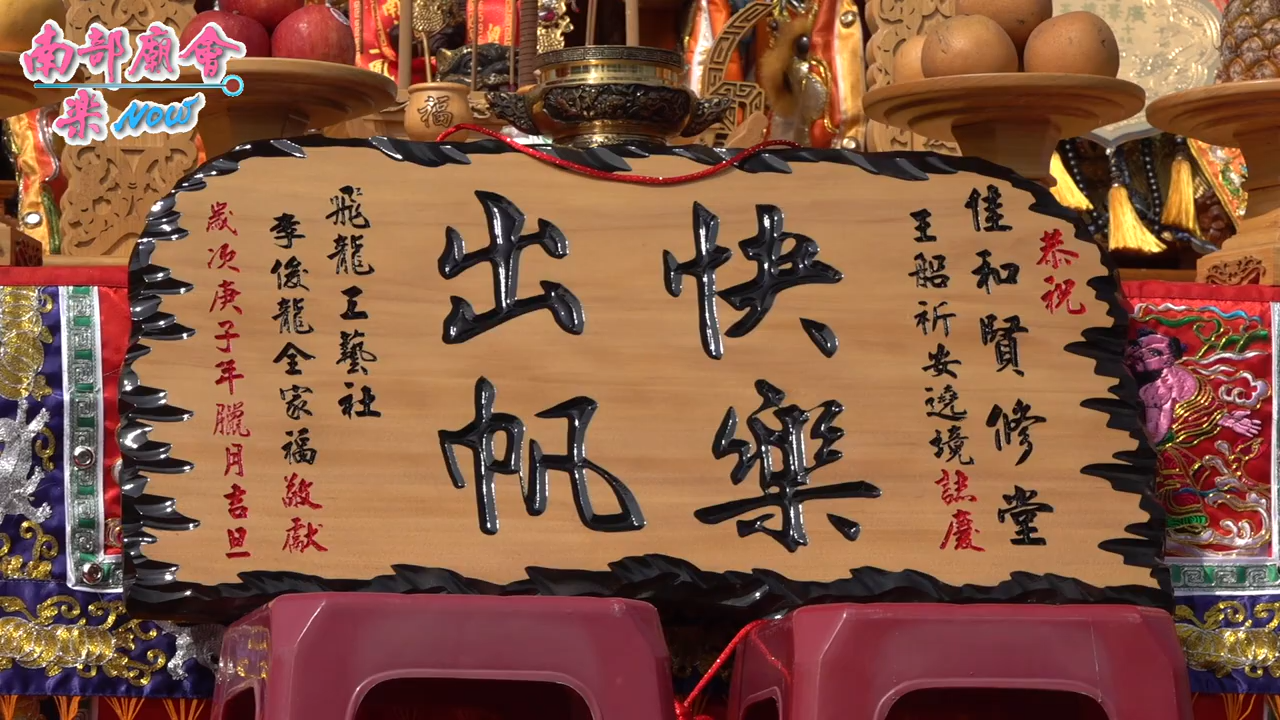 南部廟會
樂 NOW
福
恭祝
佳和賢修堂
王船祈安遶境誌慶
快樂
出帆
飛龍工藝社
李俊龍全家福敬獻
歲次庚子年臘月吉旦